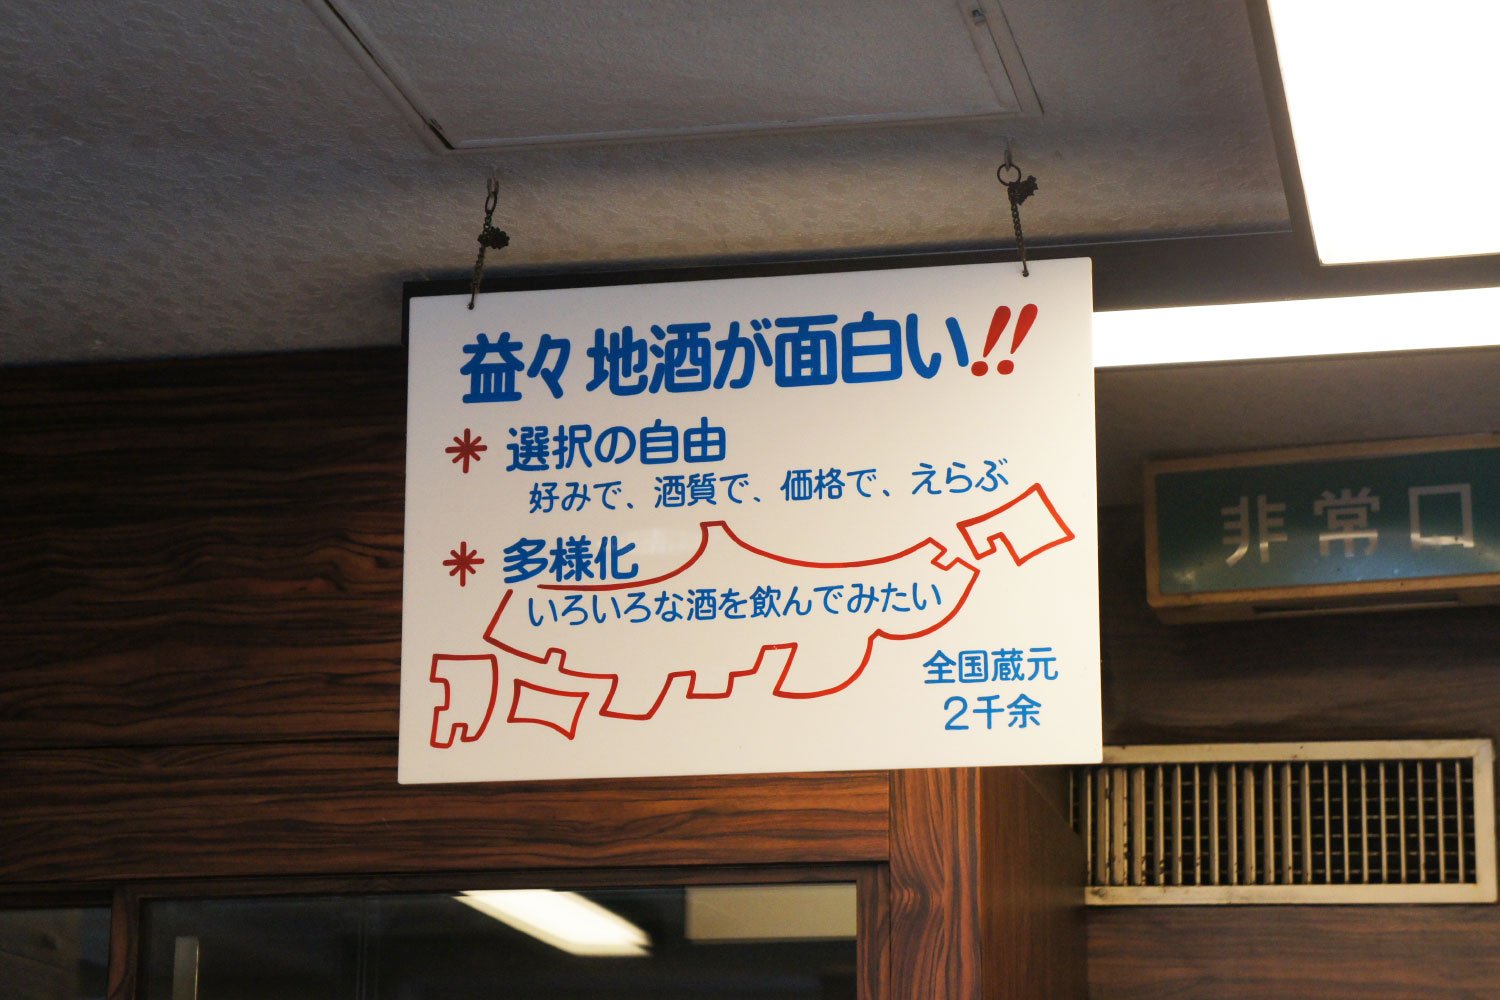 益々地酒が面白い!!
* 選択の自由
好みで、酒質で、価格で、えらぶ
* 多様化
いろいろな酒を飲んでみたい
全国蔵元
2千余
非常口